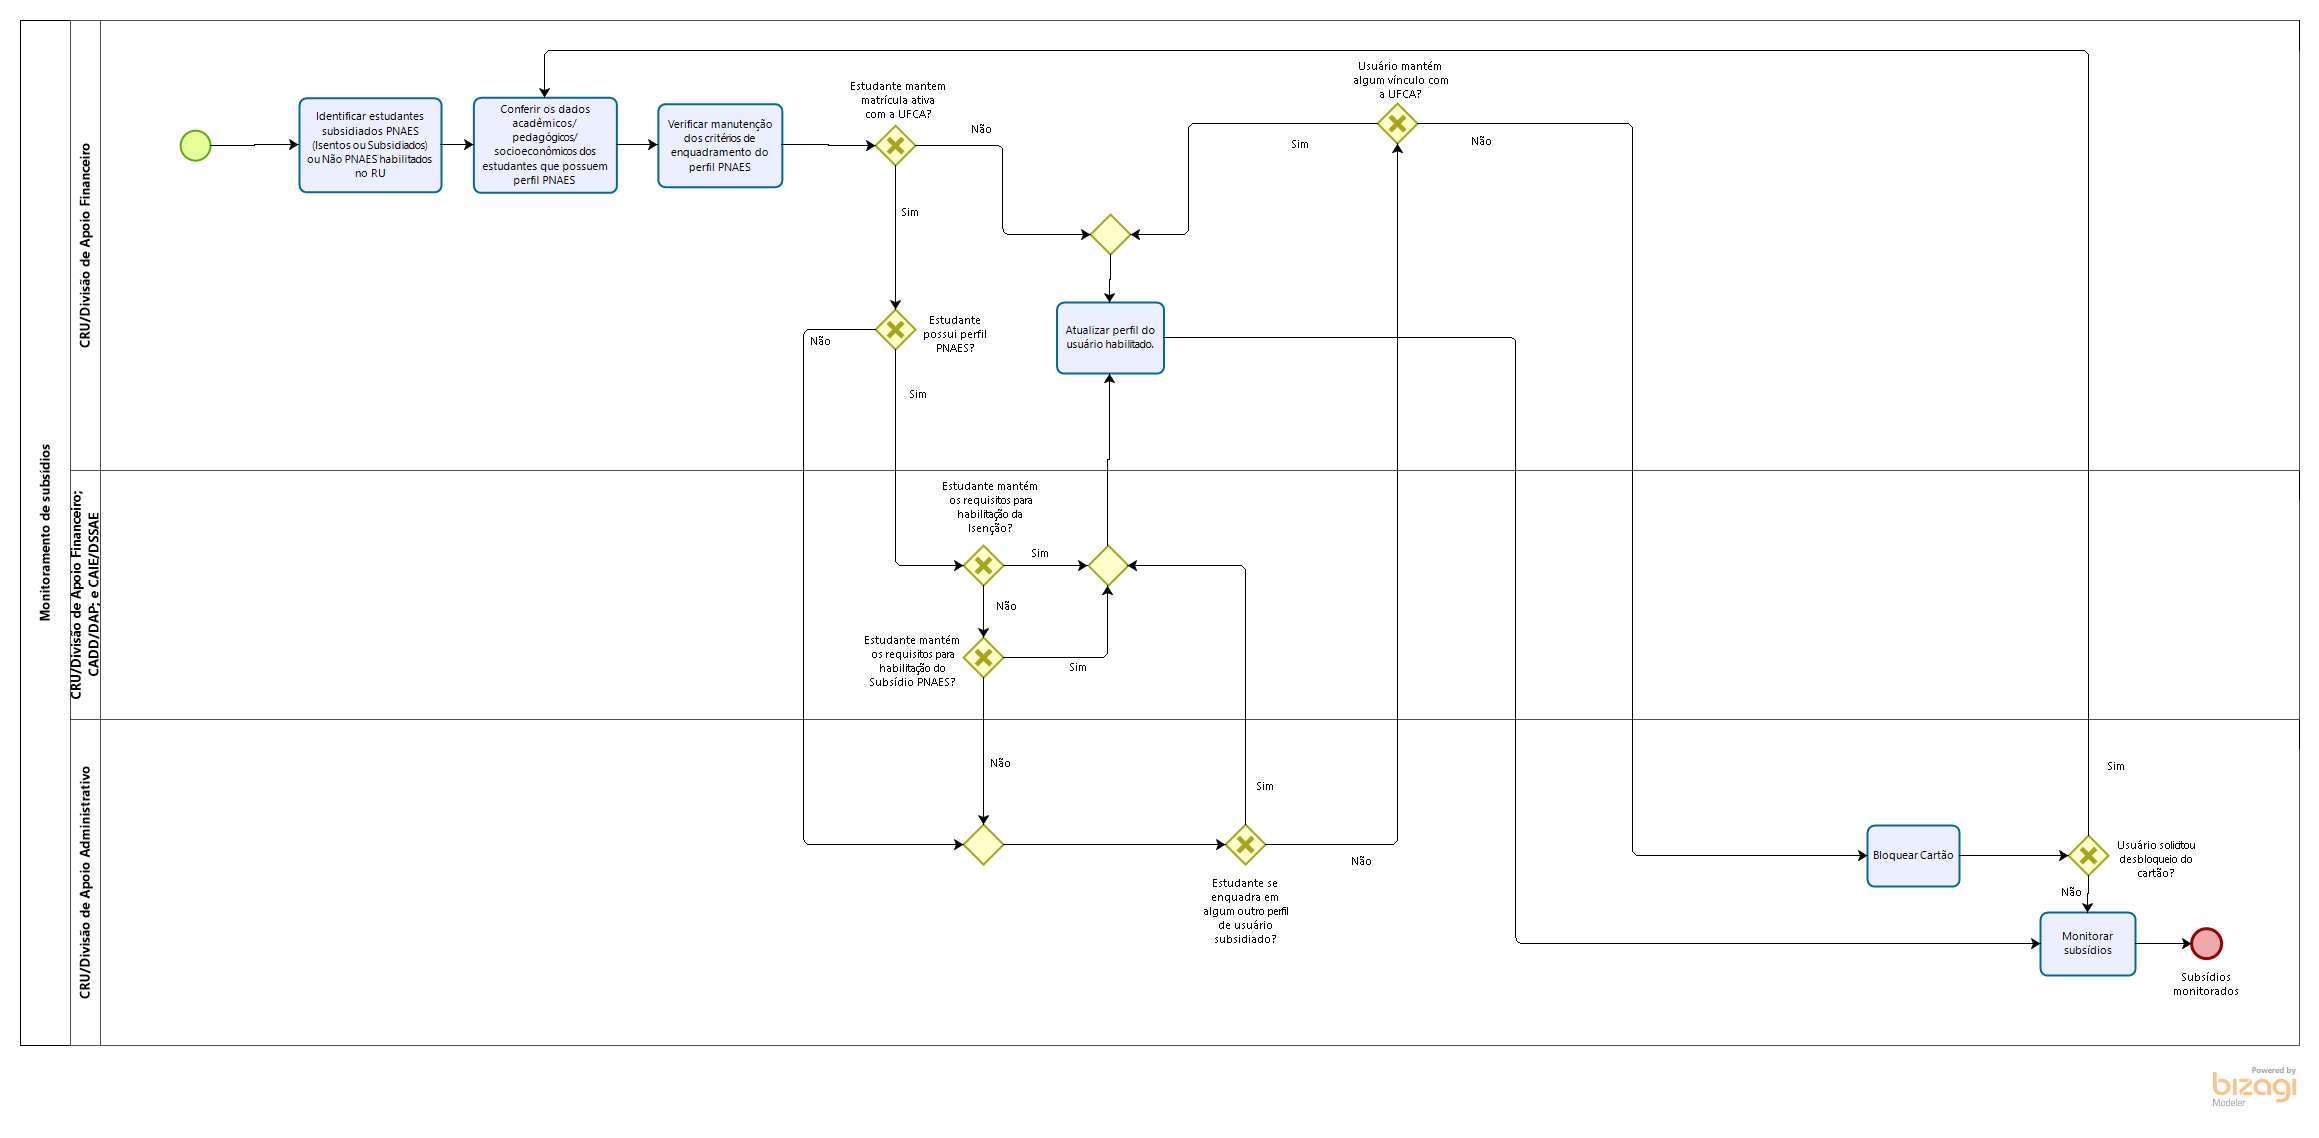 Monitoramento de subsídios
CRU/Divisão de Apoio Financeiro
Identificar estudantes
subsidiados PNAES
(Isentos ou Subsidiados)
ou Não PNAES habilitados
no RU
Conferir os dados
acadêmicos/
pedagógicos/
socioeconômicos dos
estudantes que possuem
perfil PNAES
Verificar manutenção
dos critérios de
enquadramento do
perfil PNAES
Estudante mantem
matrícula ativa
com a UFCA?
Não
Sim
Usuário mantém
algum vínculo com
a UFCA?
Sim
Não
Estudante
possui perfil
PNAES?
Não
Sim
Atualizar perfil do
usuário habilitado.
CRU/Divisão de Apoio Financeiro;
CADD/DAP; e CAIE/DSSAE
Estudante mantém
os requisitos para
habilitação da
Isenção?
Sim
Não
Estudante mantém
os requisitos para
habilitação do
Subsídio PNAES?
Sim
CRU/Divisão de Apoio Administrativo
Não
Sim
Não
Estudante se
enquadra em
algum outro perfil
de usuário
subsidiado?
Bloquear Cartão
Sim
Usuário solicitou
desbloqueio do
cartão?
Não
Monitorar
subsídios
Subsídios
monitorados
Powered by
bizagi
Modeler